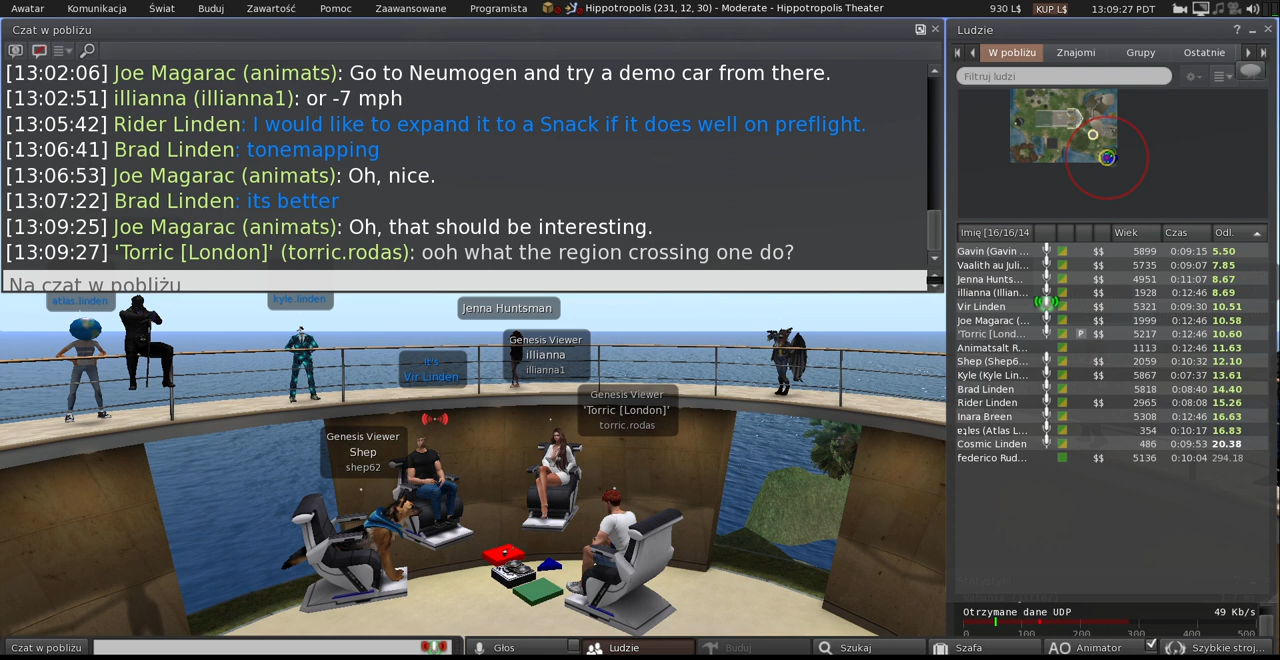 Awatar Komunikacja Świat Buduj Zawartość Pomoc Zaawansowane Programista Hippotropolis (231, 12, 30) - Moderate - Hippotropolis Theater 930 L$ KUP L$ 13:09:27 PDT
Czat w pobliżu
[13:02:06] Joe Magarac (animats): Go to Neumogen and try a demo car from there.
[13:02:51] illianna (illianna1): or -7 mph
[13:05:42] Rider Linden: I would like to expand it to a Snack if it does well on preflight.
[13:06:41] Brad Linden: tonemapping
[13:06:53] Joe Magarac (animats): Oh, nice.
[13:07:22] Brad Linden: its better
[13:09:25] Joe Magarac (animats): Oh, that should be interesting.
[13:09:27] 'Torric [London]' (torric.rodas): ooh what the region crossing one do?
Na czat w pobliżu
atlas.linden
kyle.linden
Jenna Huntsman
Genesis Viewer
illianna
illianna1
It's
Vir Linden
Genesis Viewer
'Torric [London]'
torric.rodas
Genesis Viewer
Shep
shep62
Ludzie
W pobliżu Znajomi Grupy Ostatnie
Filtruj ludzi
Imię [16/16/14 Wiek Czas Odl.
Gavin (Gavin ... $$ 5899 0:09:15 5.50
Vaalith au Juli... $$ 5735 0:09:07 7.85
Jenna Hunts... $$ 4951 0:11:07 8.67
illianna (Illian... $$ 1928 0:12:46 8.69
Vir Linden 5321 0:09:30 10.51
Joe Magarac (... $$ 1999 0:12:46 10.58
'Torric [Lond... P $$ 5217 0:12:46 10.60
Animatsalt R... 1113 0:12:46 11.63
Shep (Shep6... $$ 2059 0:10:32 12.10
Kyle (Kyle Lin... $$ 5867 0:07:37 13.61
Brad Linden 5818 0:08:40 14.40
Rider Linden $$ 2965 0:08:08 15.26
Inara Breen 5308 0:12:46 16.63
(Atlas L... 354 0:10:17 16.83
Cosmic Linden 486 0:09:53 20.38
federico Rud... $$ 5136 0:10:04 294.18
Otrzymane dane UDP 49 Kb/s
0 100 200 300 400 500
Czat w pobliżu Głos Ludzie Buduj Szukaj Szafa AO Animator Szybkie stroj...